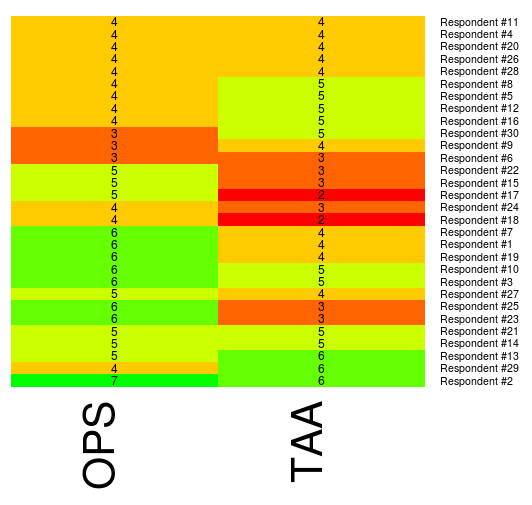 4 4 Respondent #11
4 4 Respondent #4
4 4 Respondent #20
4 4 Respondent #26
4 4 Respondent #28
4 5 Respondent #8
4 5 Respondent #5
4 5 Respondent #12
4 5 Respondent #16
3 5 Respondent #30
3 4 Respondent #9
3 3 Respondent #6
5 3 Respondent #22
5 3 Respondent #15
5 2 Respondent #17
4 3 Respondent #24
4 2 Respondent #18
6 4 Respondent #7
6 4 Respondent #1
6 4 Respondent #19
6 5 Respondent #10
6 5 Respondent #3
5 4 Respondent #27
6 3 Respondent #25
6 3 Respondent #23
5 5 Respondent #21
5 5 Respondent #14
5 6 Respondent #13
4 6 Respondent #29
7 6 Respondent #2
OPS TAA